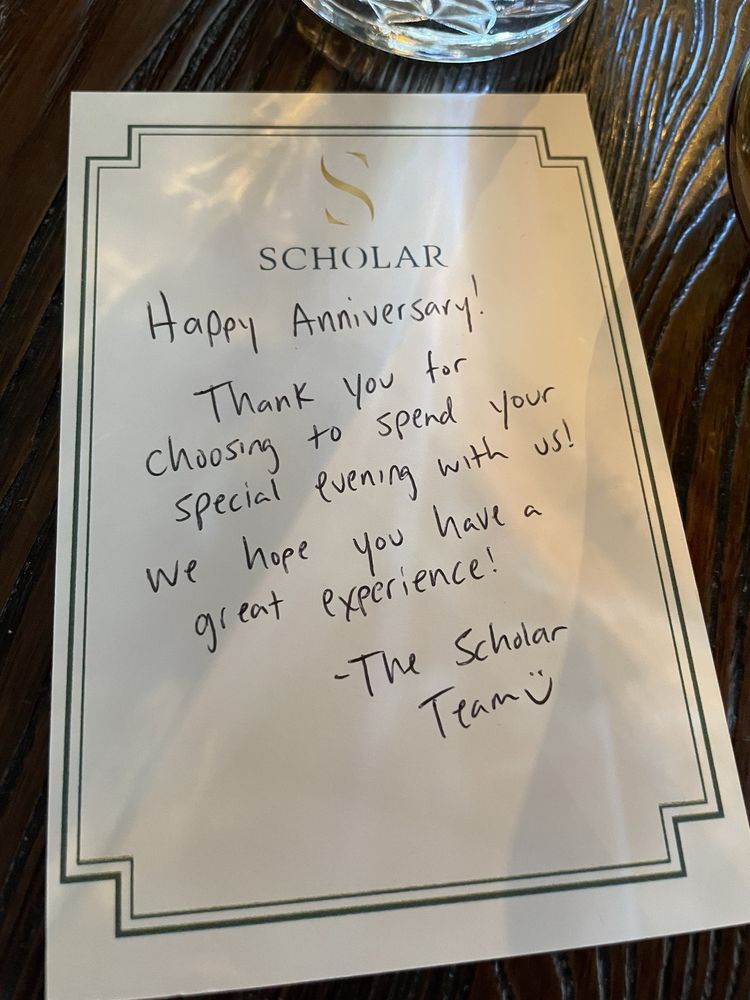 S
SCHOLAR
Happy Anniversary!
Thank you for
choosing to spend your
special evening with us!
We hope you have a
great experience!
-The Scholar
Team